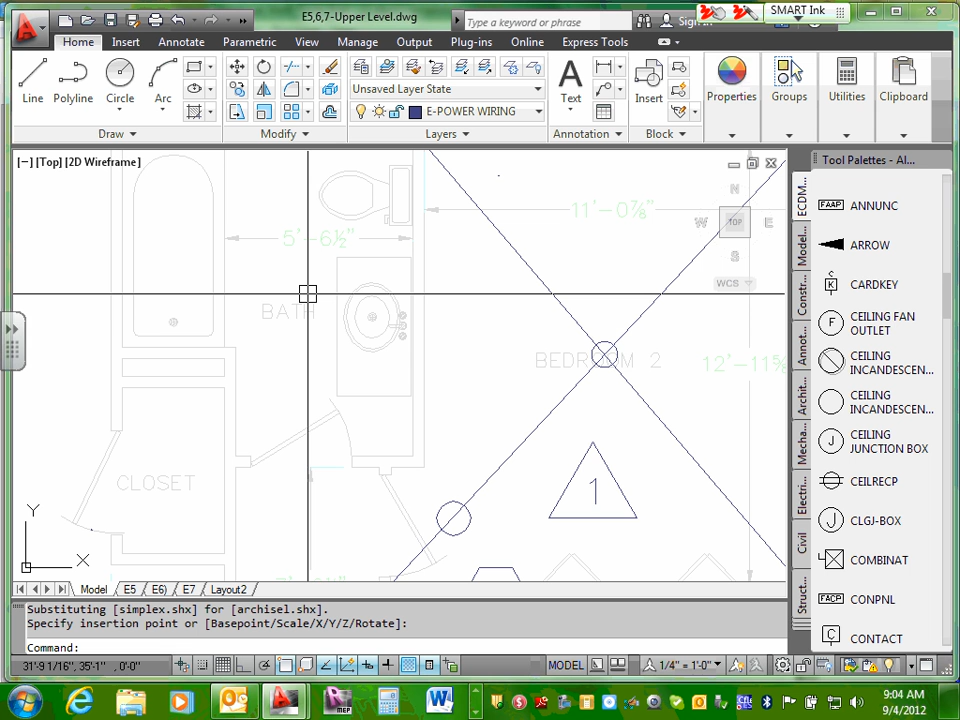 E5,6,7-Upper Level.dwg
Type a keyword or phrase
Sign In
SMART Ink
Home Insert Annotate Parametric View Manage Output Plug-ins Online Express Tools
Line
Polyline
Circle
Arc
Unsaved Layer State
E-POWER WIRING
Text
Insert
Properties
Groups
Utilities
Clipboard
Draw
Modify
Layers
Annotation
Block
[−] [Top] [2D Wireframe]
Tool Palettes - Al...
N
W TOP E
S
WCS
11'-0⅞"
5'-6½"
BATH
BEDROOM 2
12'-11⅝
CLOSET
1
Y
X
ECDM...
Model...
Constr...
Annot...
Archit...
Mecha...
Electri...
Civil
Struct...
FAAP ANNUNC
ARROW
C
K CARDKEY
F CEILING FAN
OUTLET
CEILING
INCANDESCEN...
CEILING
INCANDESCEN...
J CEILING
JUNCTION BOX
CEILRECP
J CLGJ-BOX
COMBINAT
FACP CONPNL
C CONTACT
Model E5 E6) E7 Layout2
Substituting [simplex.shx] for [archisel.shx].
Specify insertion point or [Basepoint/Scale/X/Y/Z/Rotate]:
Command:
31'-9 1/16", 35'-1" , 0'-0"
MODEL
1/4" = 1'-0"
MEP
9:04 AM
9/4/2012